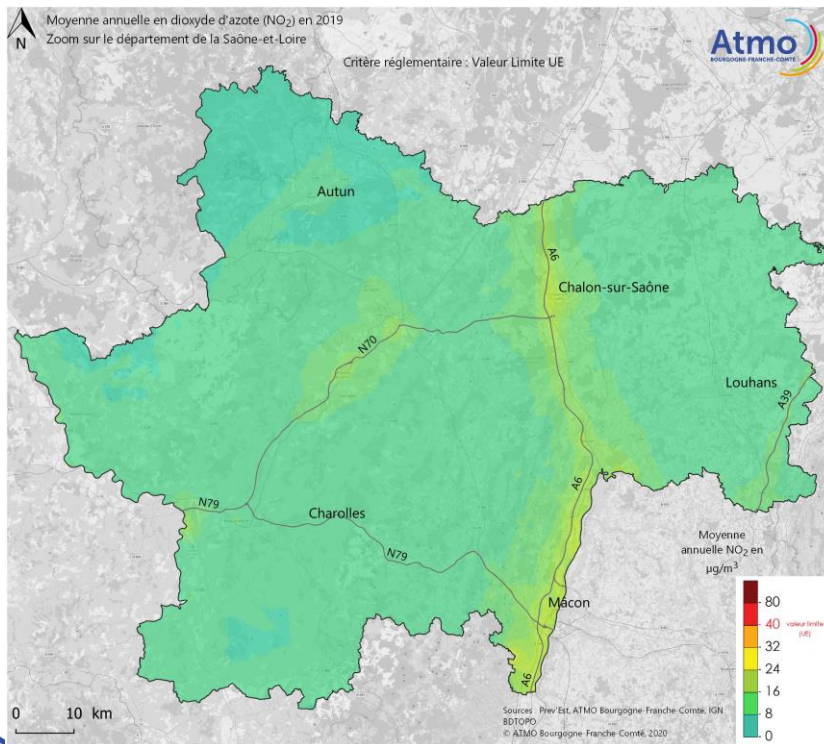 Moyenne annuelle en dioxyde d'azote (NO₂) en 2019
Zoom sur le département de la Saône-et-Loire
Critère réglementaire : Valeur Limite UE
Atmo
BOURGOGNE-FRANCHE-COMTÉ
N
Autun
A6
Chalon-sur-Saône
N70
Louhans
A39
A6
N79
Charolles
N79
Mâcon
A6
Moyenne
annuelle NO₂ en
µg/m³
80
40 valeur limite
(UE)
32
24
16
8
0
0 10 km
Sources : Prev'Est, ATMO Bourgogne-Franche-Comté, IGN
BDTOPO
© ATMO Bourgogne-Franche-Comté, 2020